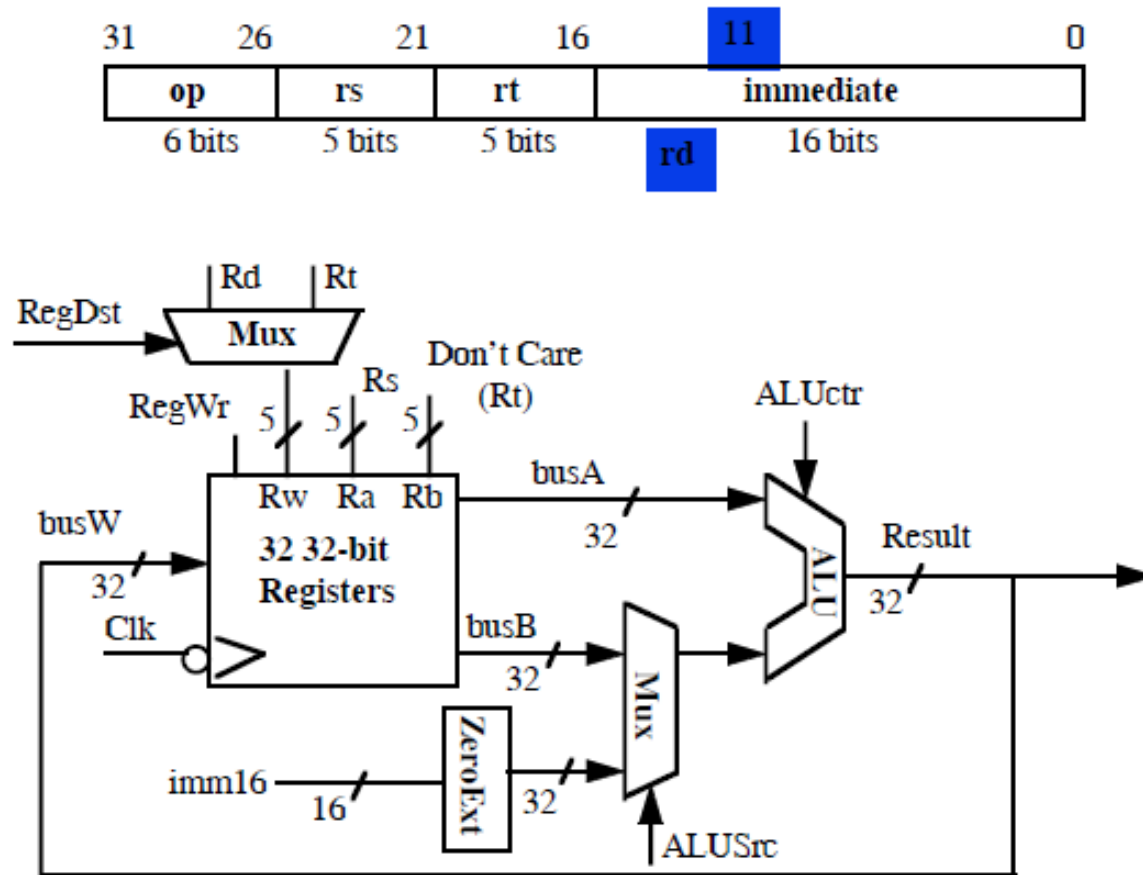 31 26 21 16 11 0
op rs rt immediate
6 bits 5 bits 5 bits rd 16 bits
Rd Rt
RegDst
Mux
Don't Care
(Rt)
Rs
RegWr
5 5 5
ALUctr
Rw Ra Rb
busA
32
busW
32
32 32-bit
Registers
Clk
busB
32
Mux
ALU
Result
32
imm16
16
ZeroExt
32
ALUSrc